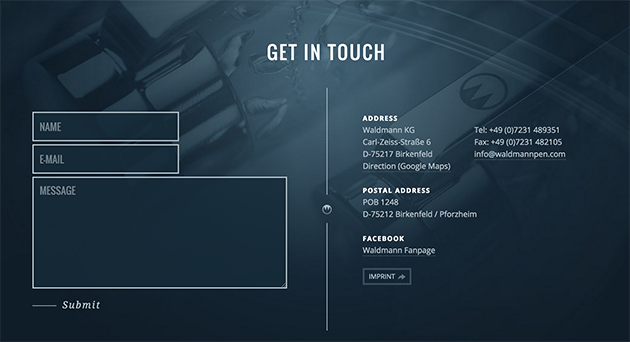 GET IN TOUCH
NAME
E-MAIL
MESSAGE
Submit
ADDRESS
Waldmann KG
Carl-Zeiss-Straße 6
D-75217 Birkenfeld
Direction (Google Maps)
Tel: +49 (0)7231 489351
Fax: +49 (0)7231 482105
info@waldmannpen.com
POSTAL ADDRESS
POB 1248
D-75212 Birkenfeld / Pforzheim
FACEBOOK
Waldmann Fanpage
IMPRINT